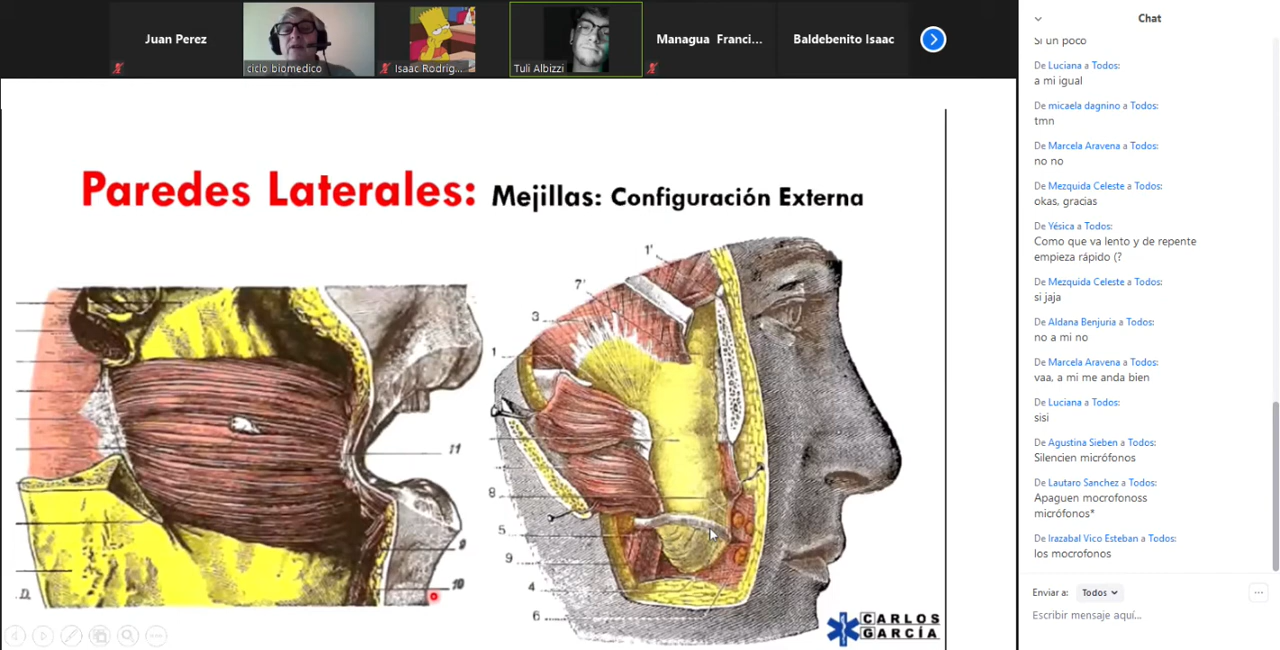 Juan Perez
ciclo biomedico
Isaac Rodrig...
Tuli Albizzi
Managua Franci...
Baldebenito Isaac
Paredes Laterales: Mejillas: Configuración Externa
11
9
10
D.
1'
7'
3
1
8
5
9
4
6
CARLOS
GARCÍA
Chat
Si un poco
De Luciana a Todos:
a mi igual
De micaela dagnino a Todos:
tmn
De Marcela Aravena a Todos:
no no
De Mezquida Celeste a Todos:
okas, gracias
De Yésica a Todos:
Como que va lento y de repente
empieza rápido (?
De Mezquida Celeste a Todos:
si jaja
De Aldana Benjuria a Todos:
no a mi no
De Marcela Aravena a Todos:
vaa, a mi me anda bien
De Luciana a Todos:
sisi
De Agustina Sieben a Todos:
Silencien micrófonos
De Lautaro Sanchez a Todos:
Apaguen mocrofonoss
micrófonos*
De Irazabal Vico Esteban a Todos:
los mocrofonos
Enviar a: Todos
Escribir mensaje aquí...